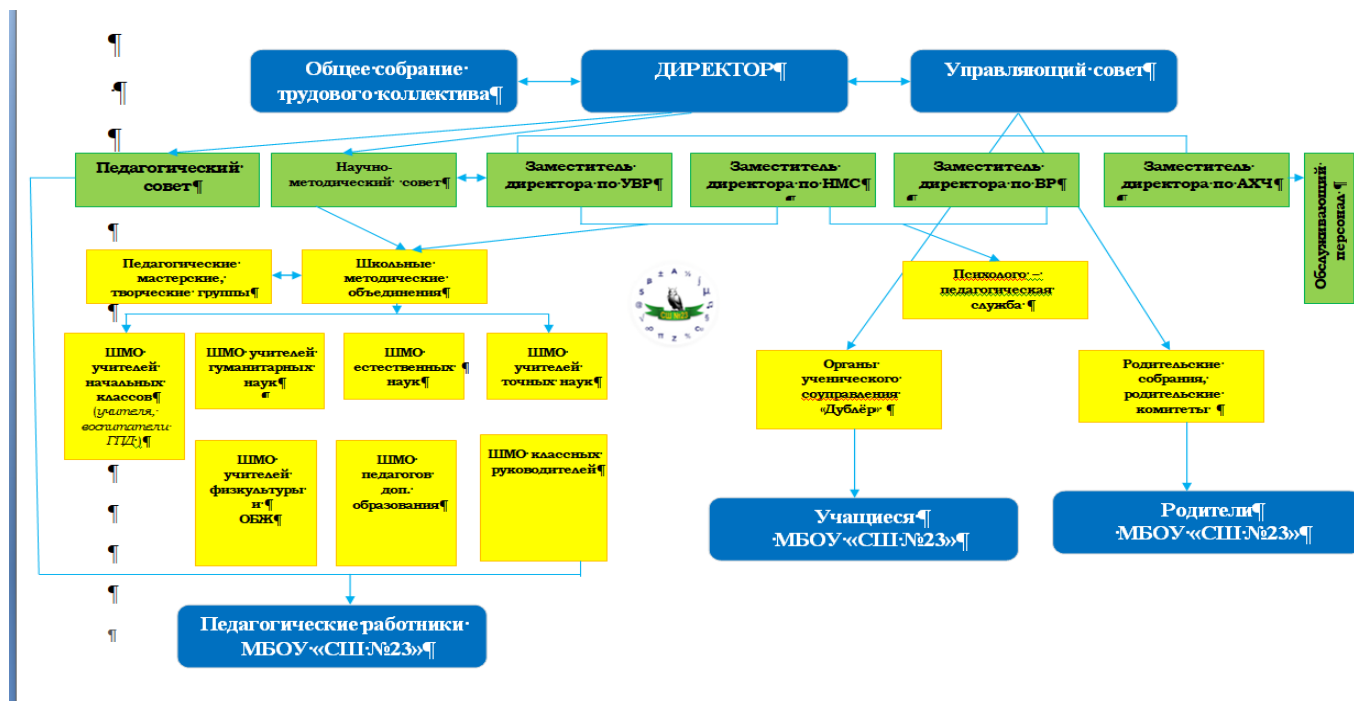 Общее собрание
трудового коллектива
ДИРЕКТОР
Управляющий совет
Педагогический
совет
Научно-
методический совет
Заместитель
директора по УВР
Заместитель
директора по НМС
Заместитель
директора по ВР
Заместитель
директора по АХЧ
Обслуживающий
персонал
Педагогические
мастерские,
творческие группы
Школьные
методические
объединения
Психолого –
педагогическая
служба
СШ №23
ШМО
учителей
начальных
классов
(учителя,
воспитатели
ГПД )
ШМО учителей
гуманитарных
наук
ШМО
естественных
наук
ШМО
учителей
точных наук
Органы
ученического
соуправления
«Дублёр»
Родительские
собрания,
родительские
комитеты
ШМО
учителей
физкультуры
и
ОБЖ
ШМО
педагогов
доп.
образования
ШМО классных
руководителей
Учащиеся
МБОУ «СШ №23»
Родители
МБОУ «СШ №23»
Педагогические работники
МБОУ «СШ №23»